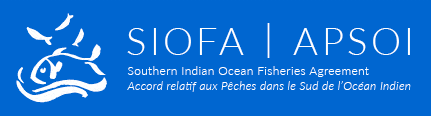 SIOFA | APSOI
Southern Indian Ocean Fisheries Agreement
Accord relatif aux Pêches dans le Sud de l'Océan Indien